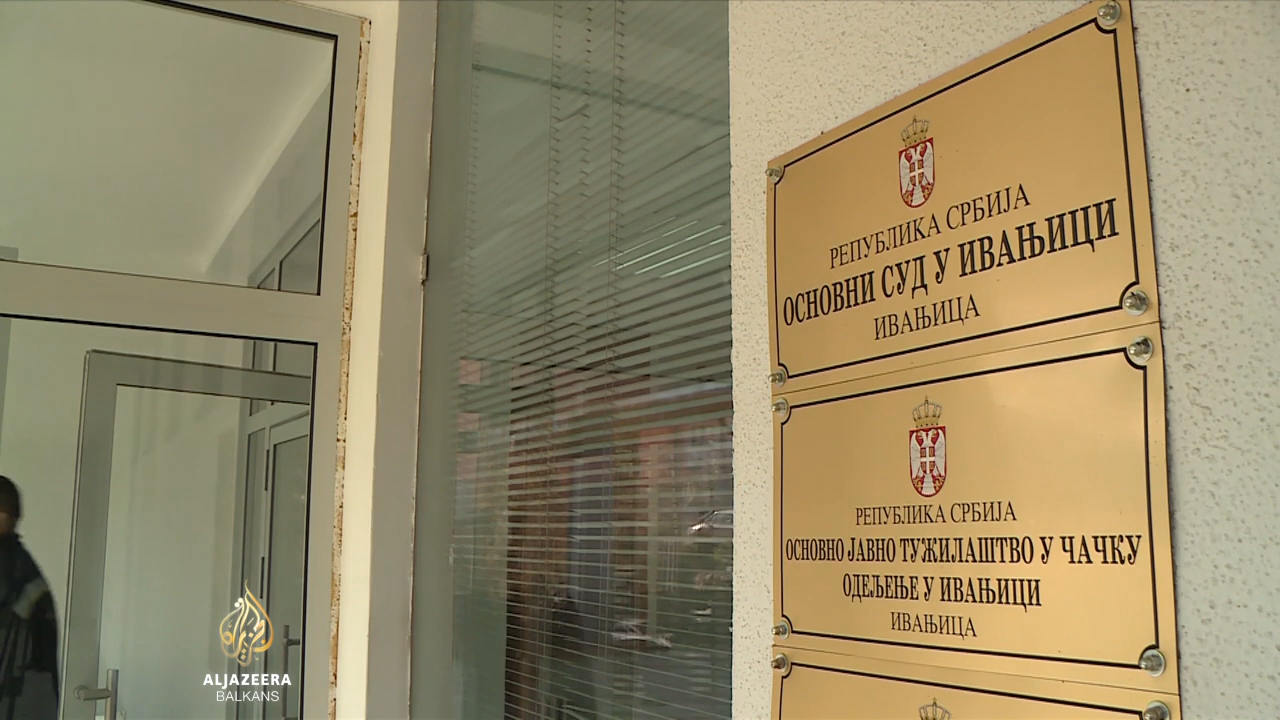 РЕПУБЛИКА СРБИЈА
ОСНОВНИ СУД У ИВАЊИЦИ
ИВАЊИЦА
РЕПУБЛИКА СРБИЈА
ОСНОВНО ЈАВНО ТУЖИЛАШТВО У ЧАЧКУ
ОДЕЉЕЊЕ У ИВАЊИЦИ
ИВАЊИЦА
ALJAZEERA
BALKANS